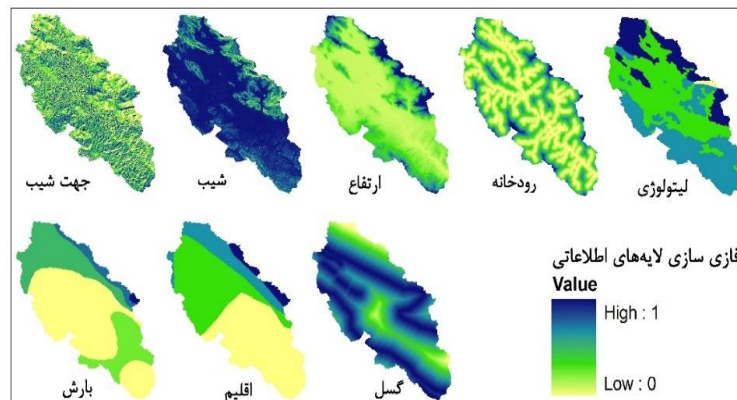 جهت شیب
شیب
ارتفاع
رودخانه
لیتولوژی
بارش
اقلیم
گسل
فازی سازی لایه‌های اطلاعاتی
Value
High : 1
Low : 0